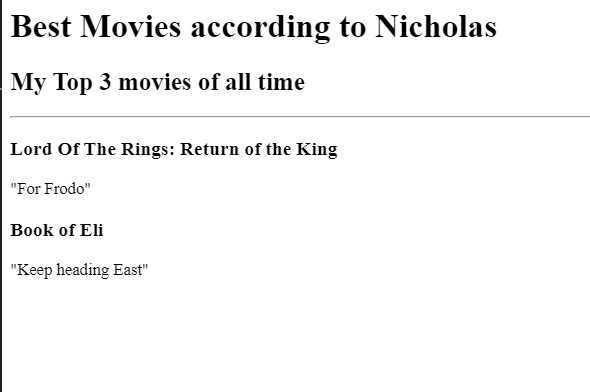 Best Movies according to Nicholas
My Top 3 movies of all time
Lord Of The Rings: Return of the King
"For Frodo"
Book of Eli
"Keep heading East"